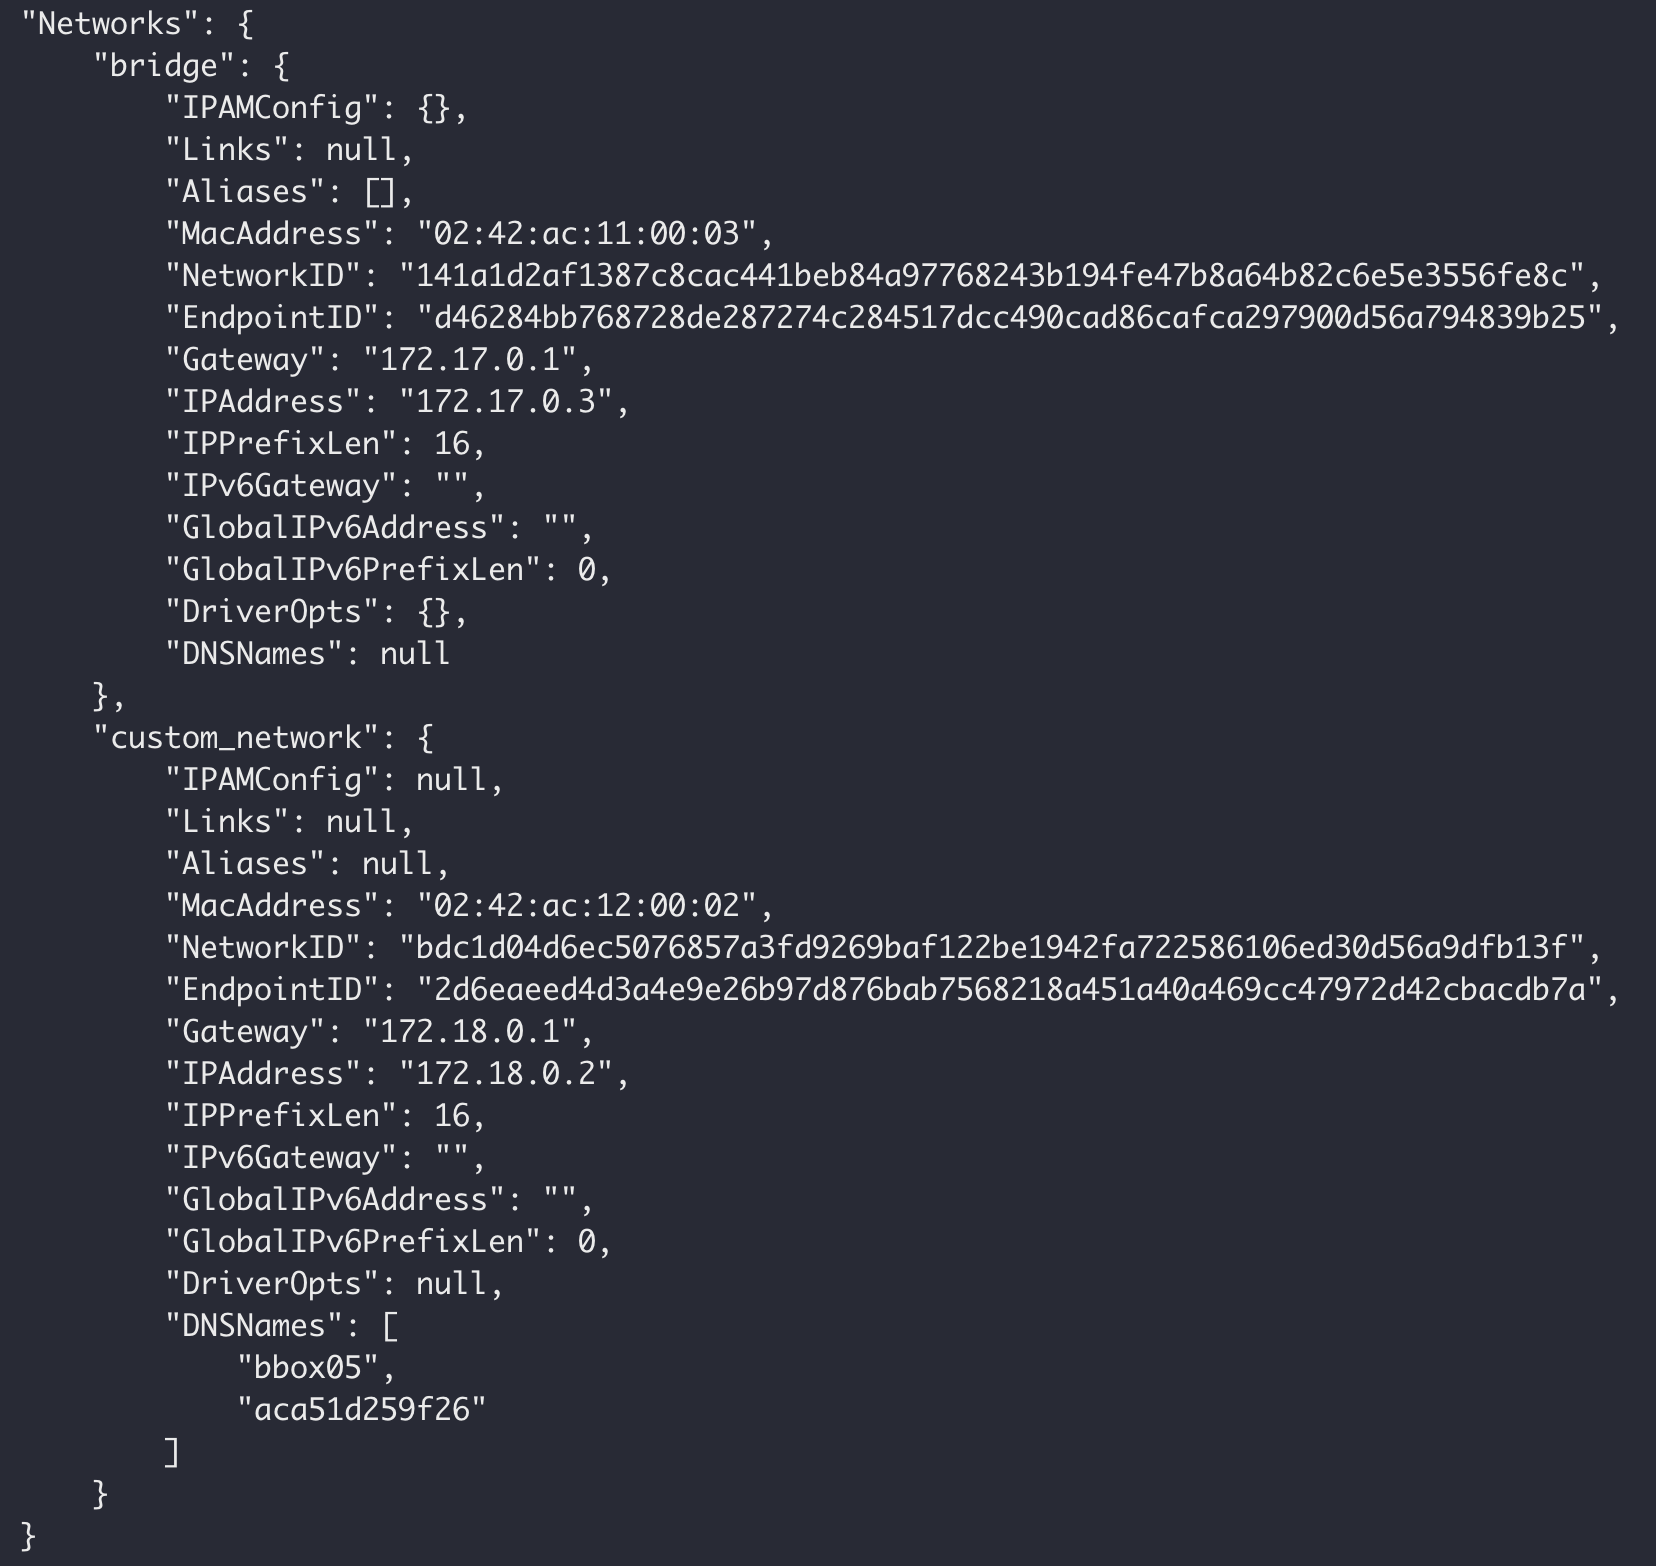 "Networks": {
"bridge": {
"IPAMConfig": {},
"Links": null,
"Aliases": [],
"MacAddress": "02:42:ac:11:00:03",
"NetworkID": "141a1d2af1387c8cac441beb84a97768243b194fe47b8a64b82c6e5e3556fe8c",
"EndpointID": "d46284bb768728de287274c284517dcc490cad86cafca297900d56a794839b25",
"Gateway": "172.17.0.1",
"IPAddress": "172.17.0.3",
"IPPrefixLen": 16,
"IPv6Gateway": "",
"GlobalIPv6Address": "",
"GlobalIPv6PrefixLen": 0,
"DriverOpts": {},
"DNSNames": null
},
"custom_network": {
"IPAMConfig": null,
"Links": null,
"Aliases": null,
"MacAddress": "02:42:ac:12:00:02",
"NetworkID": "bdc1d04d6ec5076857a3fd9269baf122be1942fa722586106ed30d56a9dfb13f",
"EndpointID": "2d6eaeed4d3a4e9e26b97d876bab7568218a451a40a469cc47972d42cbacdb7a",
"Gateway": "172.18.0.1",
"IPAddress": "172.18.0.2",
"IPPrefixLen": 16,
"IPv6Gateway": "",
"GlobalIPv6Address": "",
"GlobalIPv6PrefixLen": 0,
"DriverOpts": null,
"DNSNames": [
"bbox05",
"aca51d259f26"
]
}
}